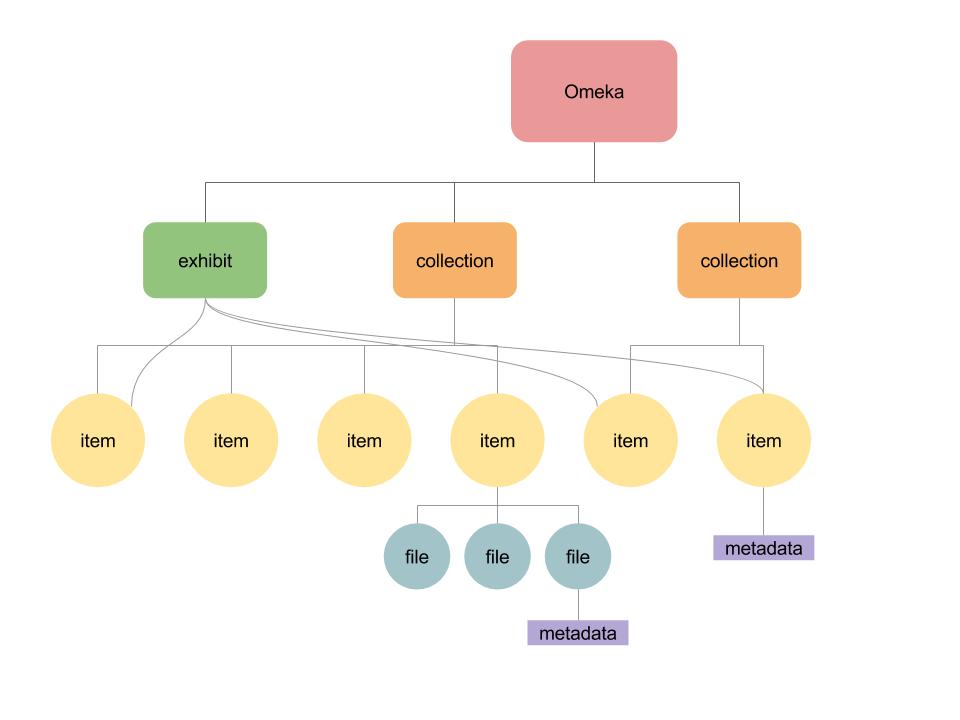 Omeka
exhibit
collection
collection
item
item
item
item
item
item
file
file
file
metadata
metadata